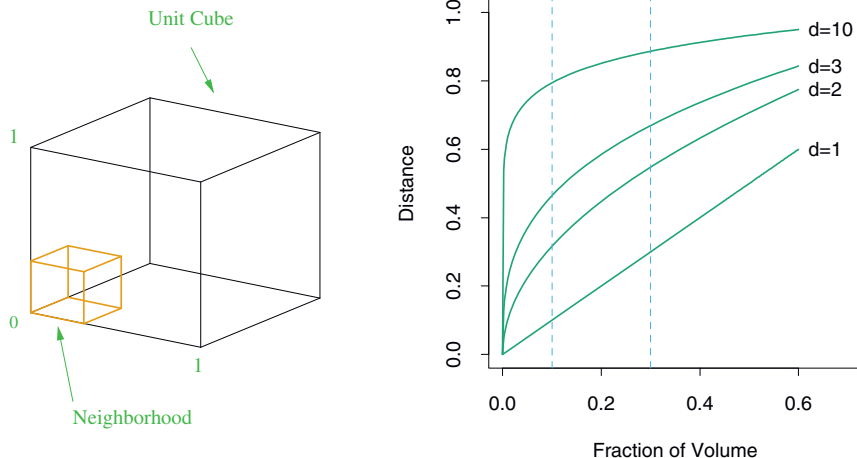 Unit Cube
1
0
1
Neighborhood
Distance
1.0
0.8
0.6
0.4
0.2
0.0
d=10
d=3
d=2
d=1
0.0 0.2 0.4 0.6
Fraction of Volume